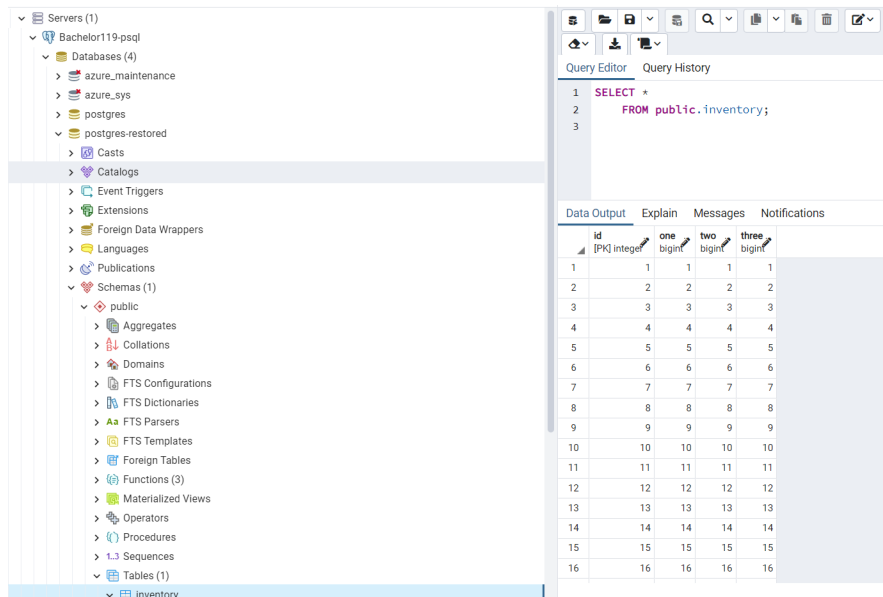 Servers (1)
Bachelor119-psql
Databases (4)
azure_maintenance
azure_sys
postgres
postgres-restored
Casts
Catalogs
Event Triggers
Extensions
Foreign Data Wrappers
Languages
Publications
Schemas (1)
public
Aggregates
Collations
Domains
FTS Configurations
FTS Dictionaries
Aa FTS Parsers
FTS Templates
Foreign Tables
Functions (3)
Materialized Views
Operators
Procedures
1..3 Sequences
Tables (1)
inventory
Query Editor Query History
1 SELECT *
2 FROM public.inventory;
3
Data Output Explain Messages Notifications
id one two three
[PK] integer bigint bigint bigint
1 1 1 1 1
2 2 2 2 2
3 3 3 3 3
4 4 4 4 4
5 5 5 5 5
6 6 6 6 6
7 7 7 7 7
8 8 8 8 8
9 9 9 9 9
10 10 10 10 10
11 11 11 11 11
12 12 12 12 12
13 13 13 13 13
14 14 14 14 14
15 15 15 15 15
16 16 16 16 16